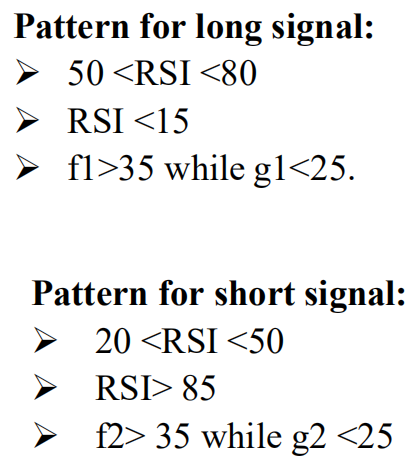 Pattern for long signal:
➢ 50 <RSI <80
➢ RSI <15
➢ f1>35 while g1<25.
Pattern for short signal:
➢ 20 <RSI <50
➢ RSI> 85
➢ f2> 35 while g2 <25